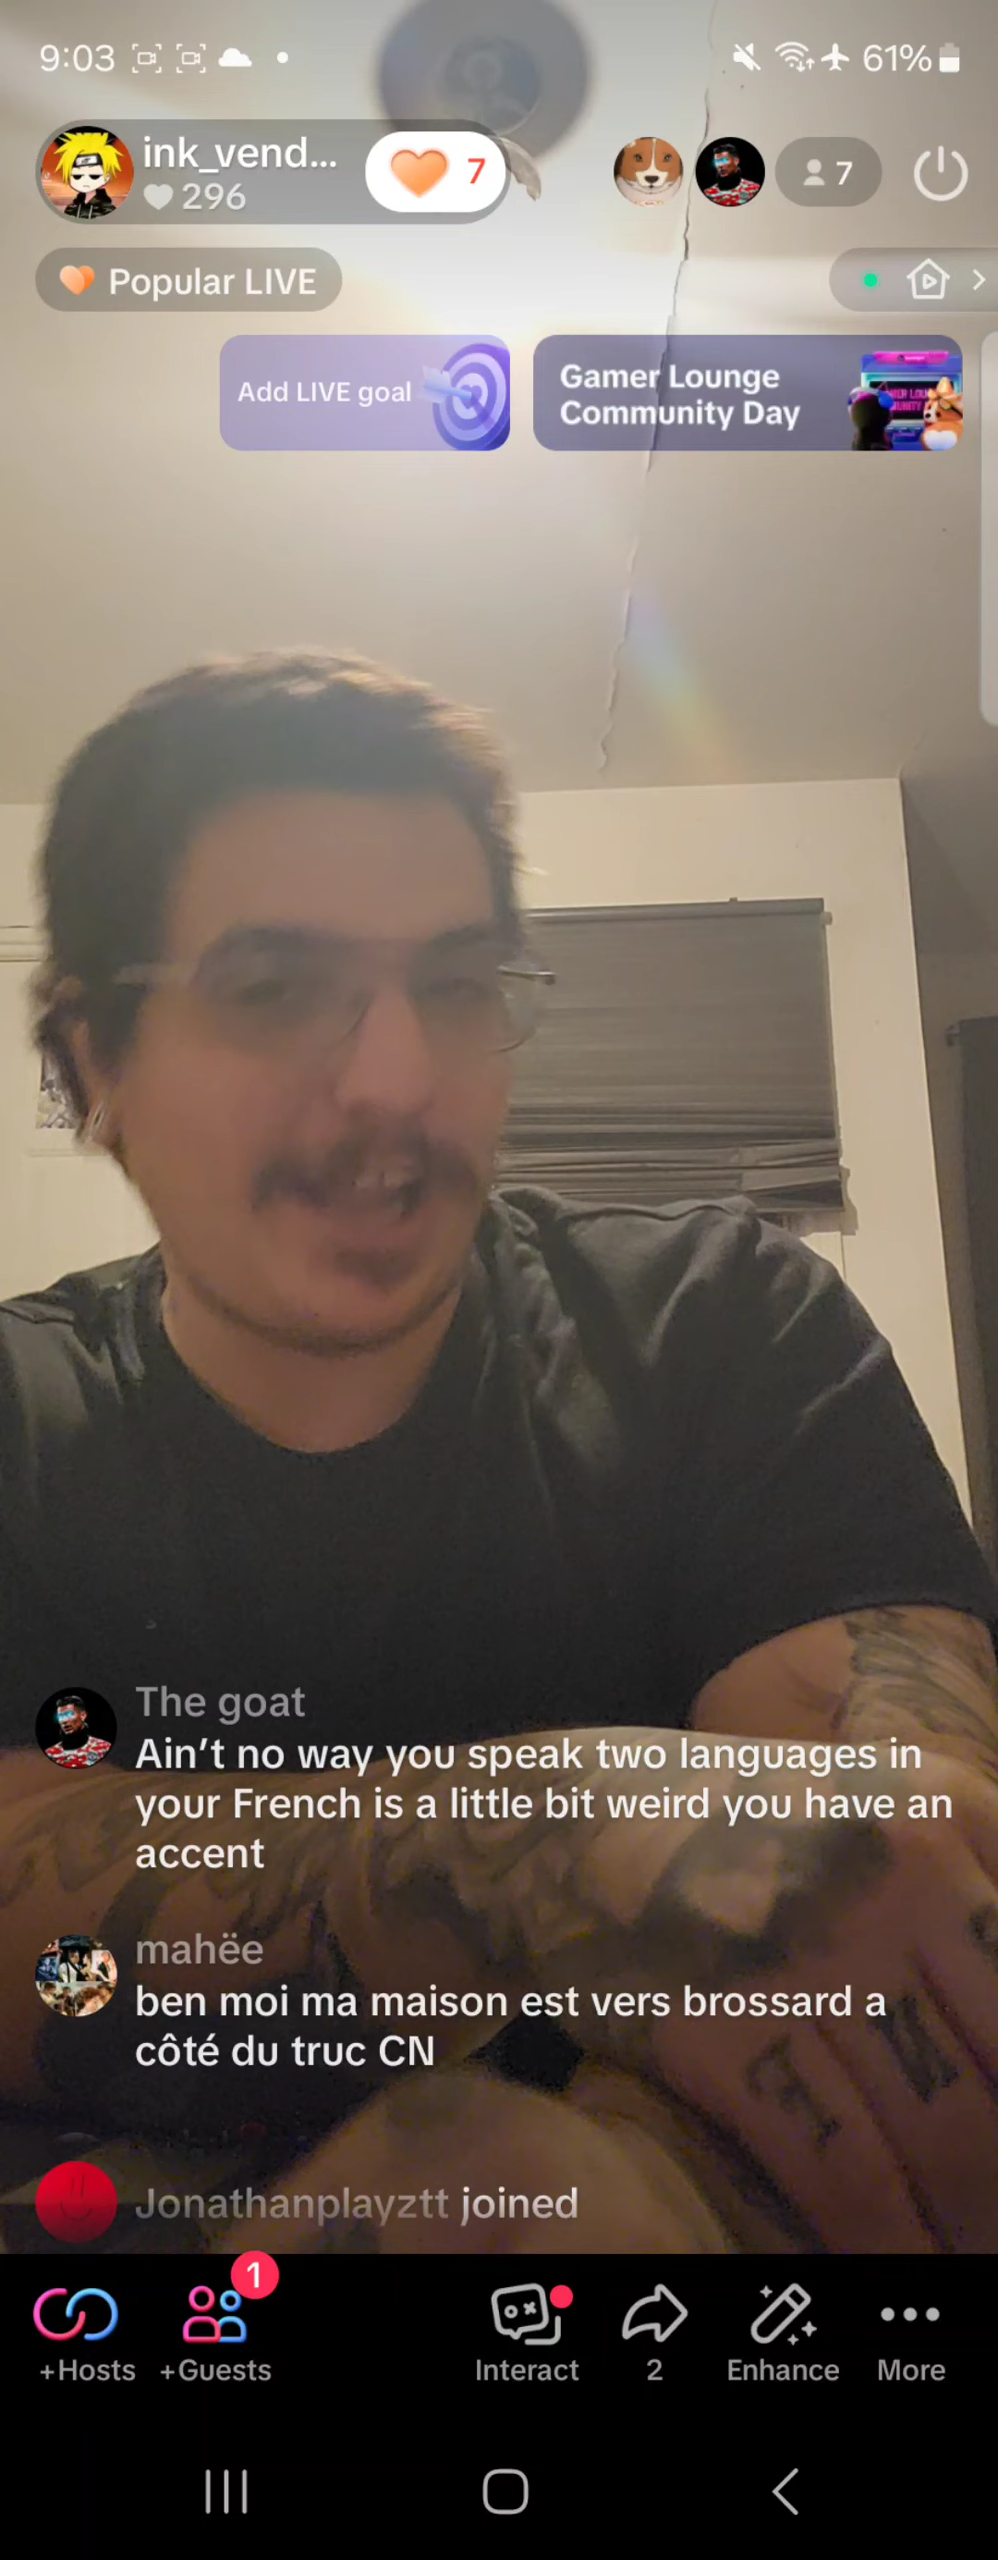 9:03
61%
ink_vend...
296
7
7
Popular LIVE
Add LIVE goal
Gamer Lounge
Community Day
The goat
Ain't no way you speak two languages in
your French is a little bit weird you have an
accent
mahëe
ben moi ma maison est vers brossard a
côté du truc CN
Jonathanplayztt joined
1
+Hosts
+Guests
Interact
2
Enhance
More